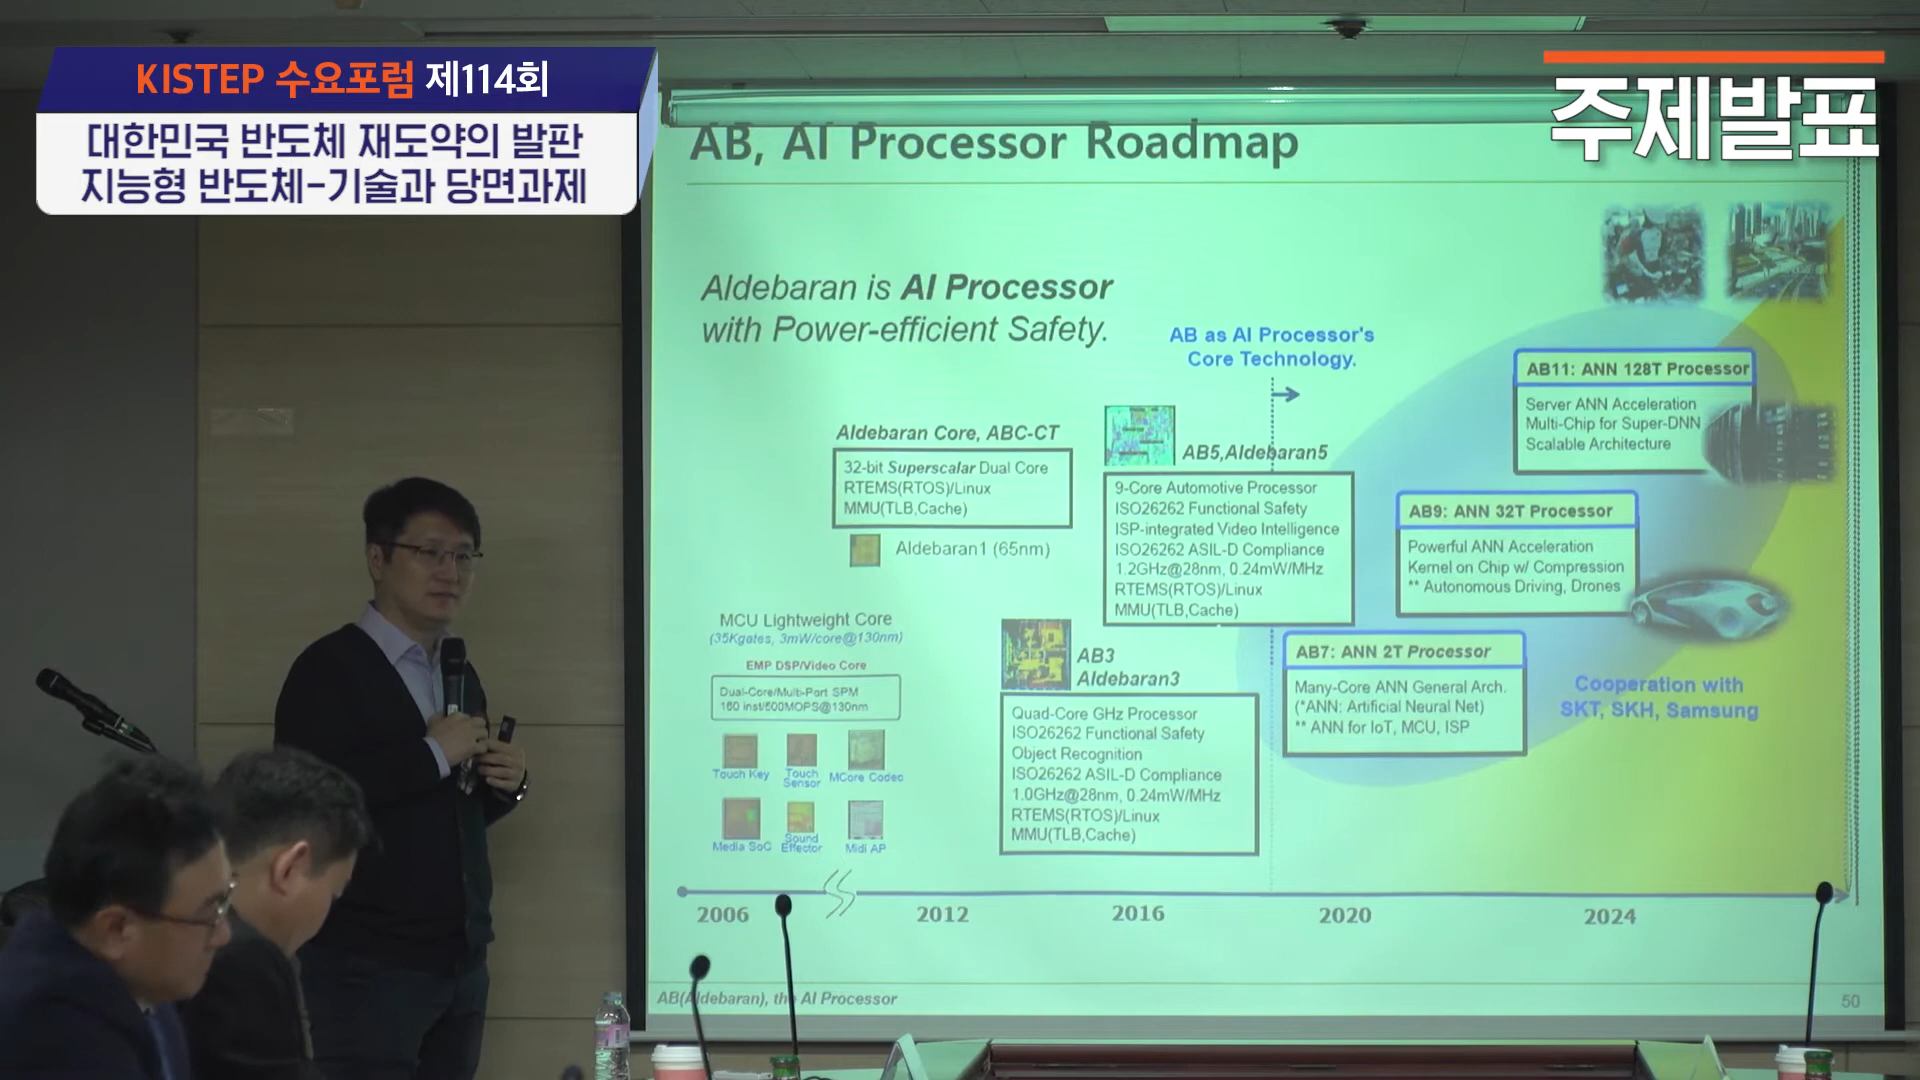 KISTEP 수요포럼 제114회
대한민국 반도체 재도약의 발판
지능형 반도체-기술과 당면과제
주제발표
AB, AI Processor Roadmap
Aldebaran is AI Processor
with Power-efficient Safety.
AB as AI Processor's
Core Technology.
AB11: ANN 128T Processor
Server ANN Acceleration
Multi-Chip for Super-DNN
Scalable Architecture
Aldebaran Core, ABC-CT
32-bit Superscalar Dual Core
RTEMS(RTOS)/Linux
MMU(TLB,Cache)
Aldebaran1 (65nm)
AB5,Aldebaran5
9-Core Automotive Processor
ISO26262 Functional Safety
ISP-integrated Video Intelligence
ISO26262 ASIL-D Compliance
1.2GHz@28nm, 0.24mW/MHz
RTEMS(RTOS)/Linux
MMU(TLB,Cache)
AB9: ANN 32T Processor
Powerful ANN Acceleration
Kernel on Chip w/ Compression
** Autonomous Driving, Drones
MCU Lightweight Core
(35Kgates, 3mW/core@130nm)
EMP DSP/Video Core
Dual-Core/Multi-Port SPM
160 inst/600MOPS@130nm
Touch Key
Touch
Sensor
MCore Codec
Media SoC
Sound
Effector
Midi AP
AB3
Aldebaran3
Quad-Core GHz Processor
ISO26262 Functional Safety
Object Recognition
ISO26262 ASIL-D Compliance
1.0GHz@28nm, 0.24mW/MHz
RTEMS(RTOS)/Linux
MMU(TLB,Cache)
AB7: ANN 2T Processor
Many-Core ANN General Arch.
(*ANN: Artificial Neural Net)
** ANN for IoT, MCU, ISP
Cooperation with
SKT, SKH, Samsung
2006
2012
2016
2020
2024
AB(Aldebaran), the AI Processor
50